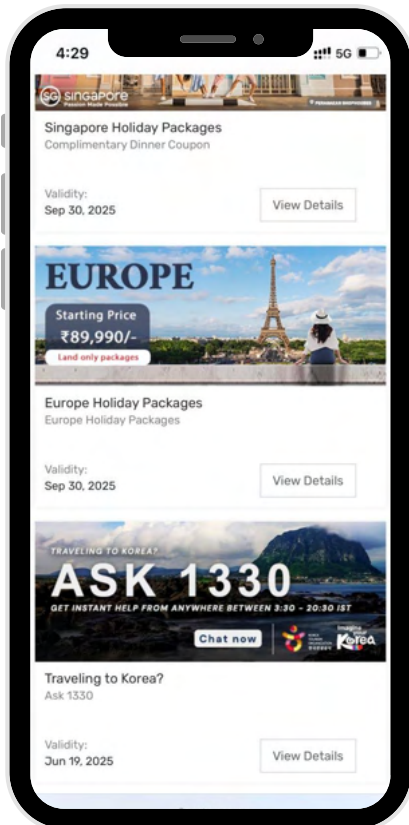 4:29
5G
SG SINGAPORE
Passion Made Possible
Singapore Holiday Packages
Complimentary Dinner Coupon
Validity:
Sep 30, 2025
View Details
EUROPE
Starting Price
₹89,990/-
Land only packages
Europe Holiday Packages
Europe Holiday Packages
Validity:
Sep 30, 2025
View Details
TRAVELING TO KOREA?
ASK 1330
GET INSTANT HELP FROM ANYWHERE BETWEEN 3:30 - 20:30 IST
Chat now
imagine
your
Korea
Traveling to Korea?
Ask 1330
Validity:
Jun 19, 2025
View Details